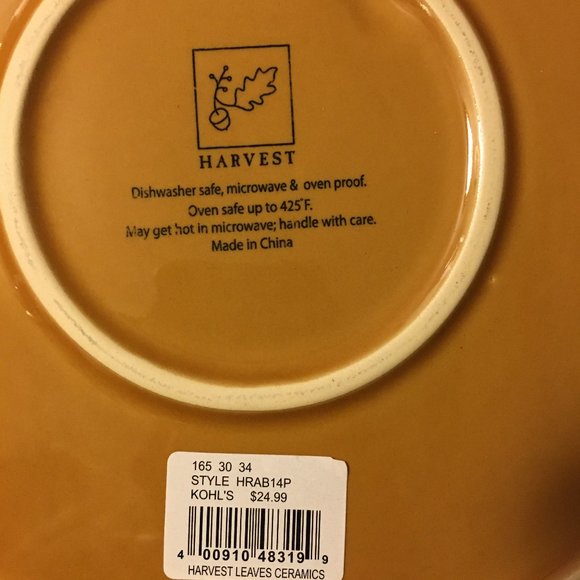 HARVEST
Dishwasher safe, microwave & oven proof.
Oven safe up to 425°F.
May get hot in microwave; handle with care.
Made in China
165 30 34
STYLE HRAB14P
KOHL'S $24.99
4 00910 48319 9
HARVEST LEAVES CERAMICS